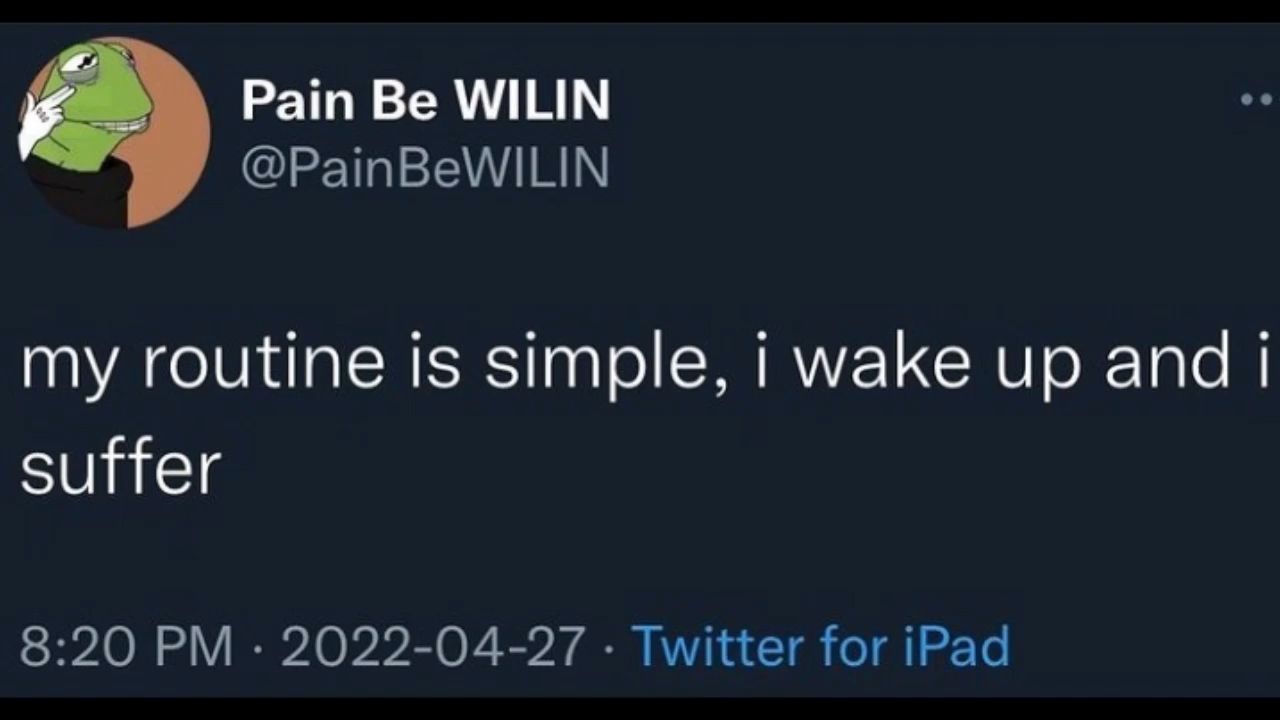 Pain Be WILIN
@PainBeWILIN
my routine is simple, i wake up and i
suffer
8:20 PM · 2022-04-27 · Twitter for iPad